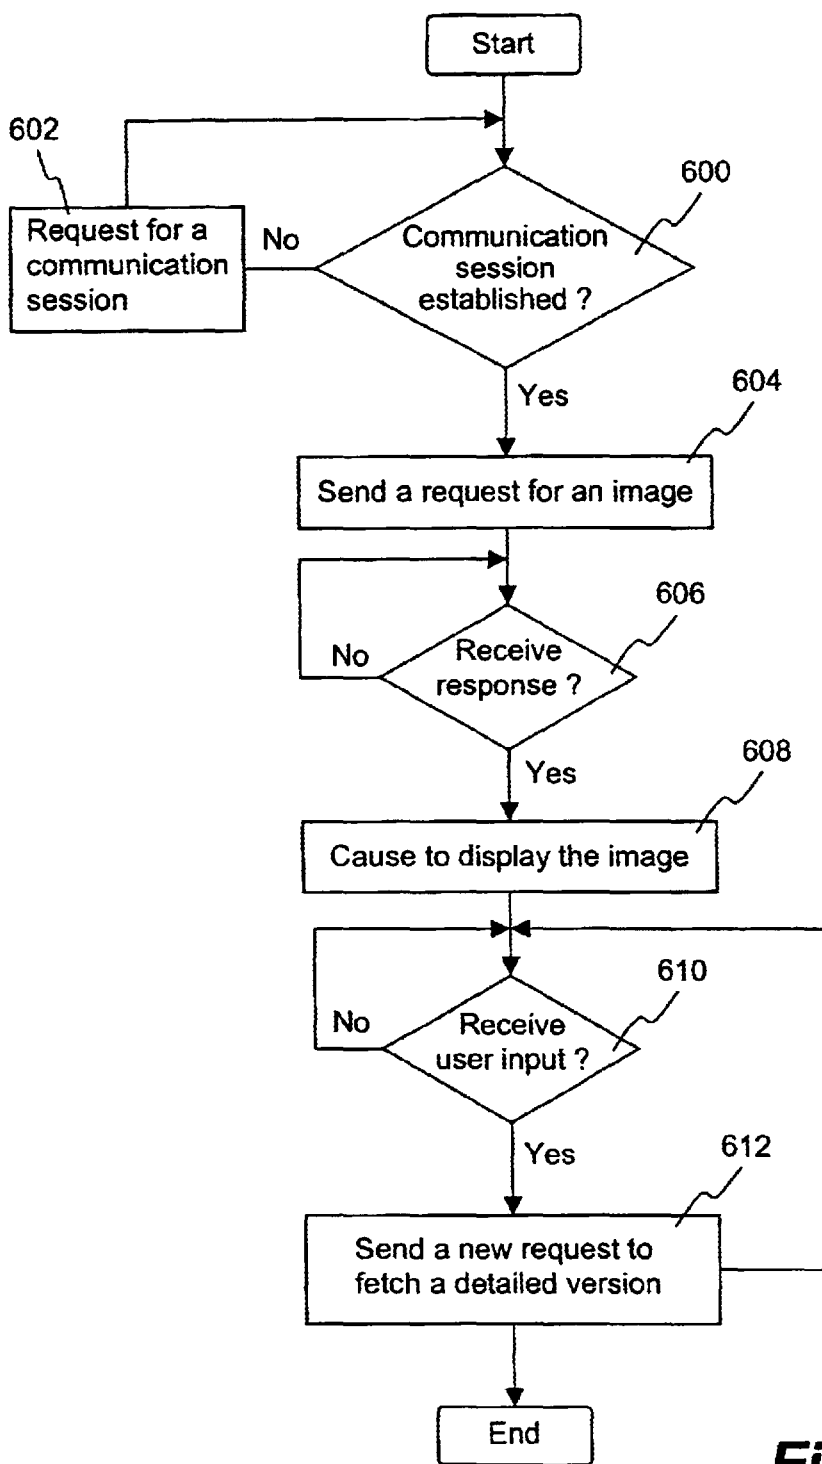 Start
602
600
Request for a
communication
session
No
Communication
session
established ?
Yes
604
Send a request for an image
606
No
Receive
response ?
Yes
608
Cause to display the image
610
No
Receive
user input ?
Yes
612
Send a new request to
fetch a detailed version
End